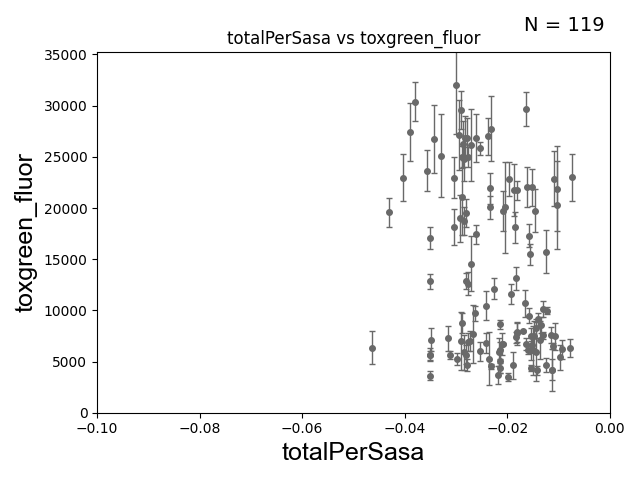 N = 119
totalPerSasa vs toxgreen_fluor
35000
30000
25000
20000
15000
10000
5000
0
toxgreen_fluor
−0.10 −0.08 −0.06 −0.04 −0.02 0.00
totalPerSasa